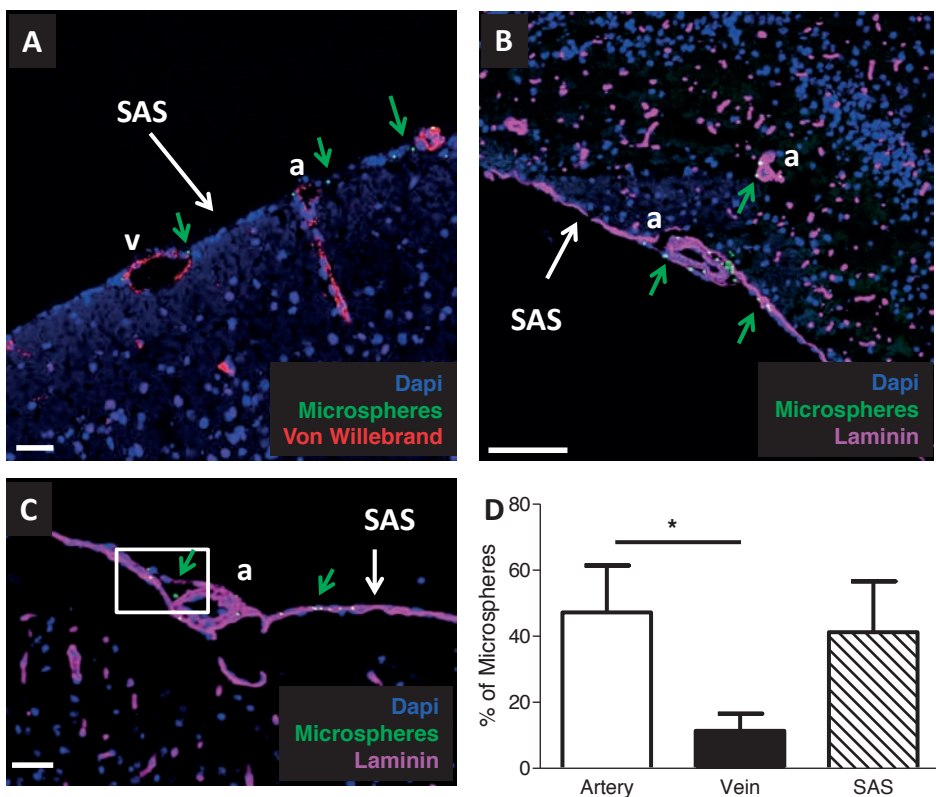 A
SAS
a
v
Dapi
Microspheres
Von Willebrand
B
a
a
SAS
Dapi
Microspheres
Laminin
C
SAS
a
Dapi
Microspheres
Laminin
D
80
*
60
40
20
0
% of Microspheres
Artery Vein SAS